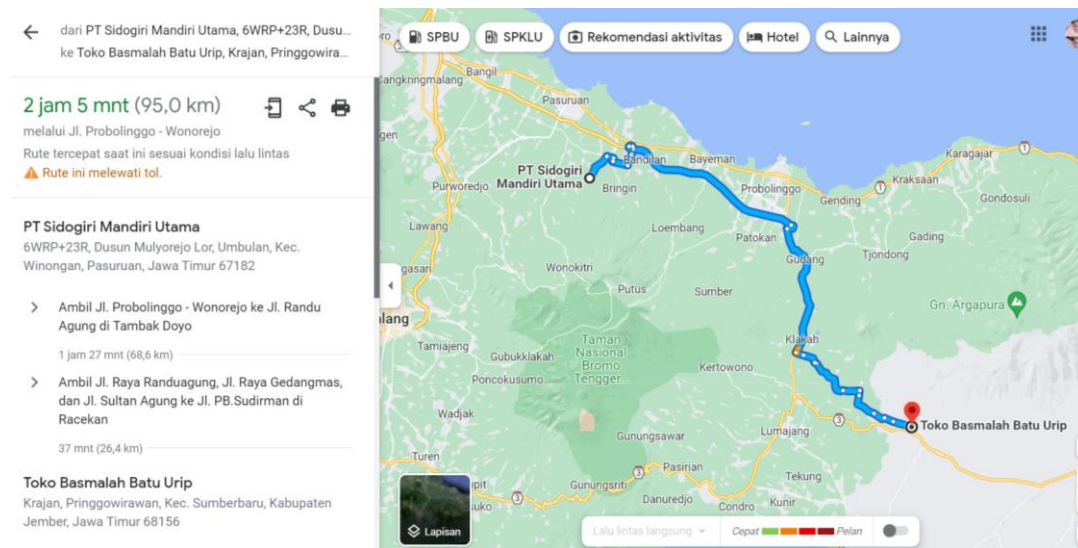 dari PT Sidogiri Mandiri Utama, 6WRP+23R, Dusu...
ke Toko Basmalah Batu Urip, Krajan, Pringgowira...
2 jam 5 mnt (95,0 km)
melalui Jl. Probolinggo - Wonorejo
Rute tercepat saat ini sesuai kondisi lalu lintas
Rute ini melewati tol.
PT Sidogiri Mandiri Utama
6WRP+23R, Dusun Mulyorejo Lor, Umbulan, Kec.
Winongan, Pasuruan, Jawa Timur 67182
Ambil Jl. Probolinggo - Wonorejo ke Jl. Randu
Agung di Tambak Doyo
1 jam 27 mnt (68,6 km)
Ambil Jl. Raya Randuagung, Jl. Raya Gedangmas,
dan Jl. Sultan Agung ke Jl. PB.Sudirman di
Racekan
37 mnt (26,4 km)
Toko Basmalah Batu Urip
Krajan, Pringgowirawan, Kec. Sumberbaru, Kabupaten
Jember, Jawa Timur 68156
SPBU
SPKLU
Rekomendasi aktivitas
Hotel
Lainnya
Bangil
Pasuruan
PT Sidogiri
Mandiri Utama
Bandilan
Bayeman
Bringin
Purworedjo
Probolinggo
Gending
1
Kraksaan
Karagajar
1
Gondosuli
Lawang
Loembang
Patokan
Gading
Tjiondong
Gudang
Wonokitri
Putus
Sumber
Gn. Argapura
Tamiajeng
Gubukklakah
Taman
Nasional
Bromo
Tengger...
Klakah
Poncokusumo
Kertowono
Wadjak
Gunungsawar
Lumajang
3
Toko Basmalah Batu Urip
Turen
3
Pasirian
Gunungsriti
3
Tekung
Danuredjo
Condro
Kunir
Lapisan
Lalu lintas langsung
Cepat
Pelan